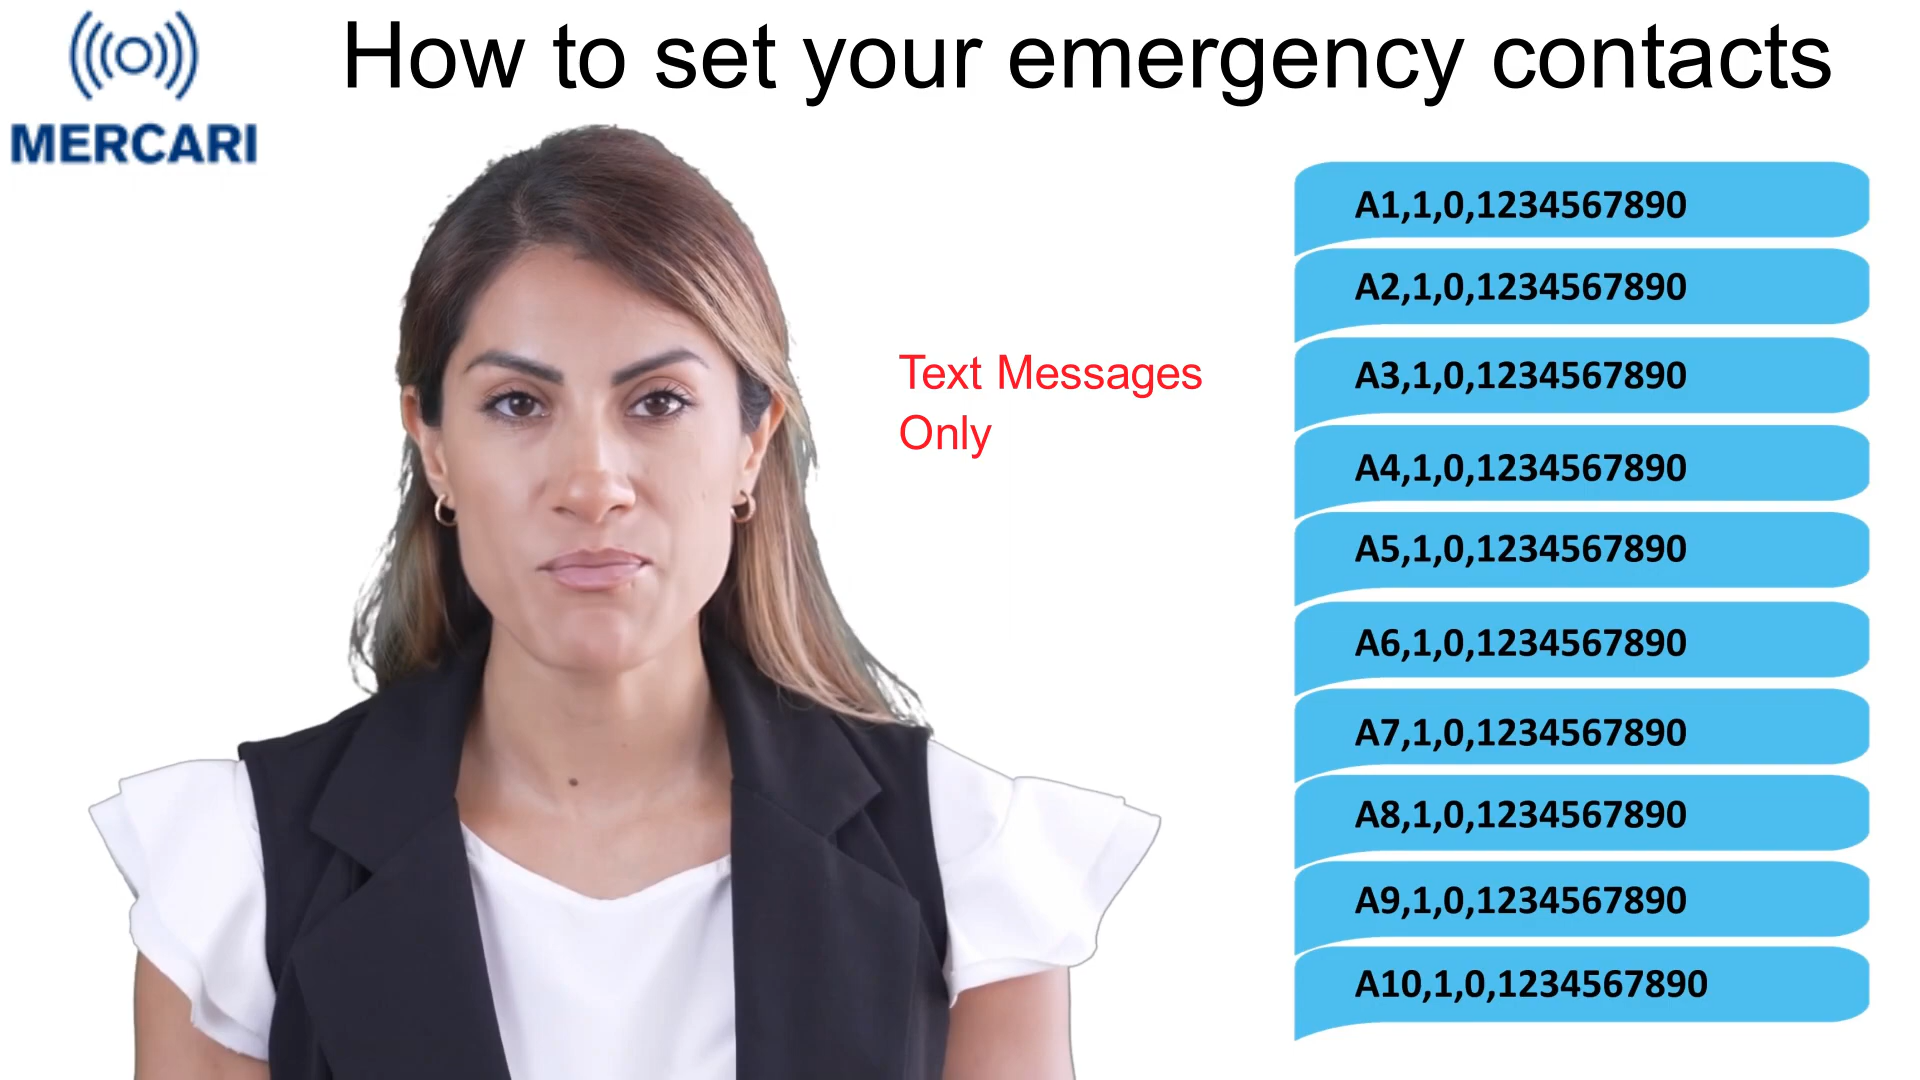 MERCARI
How to set your emergency contacts
Text Messages
Only
A1,1,0,1234567890
A2,1,0,1234567890
A3,1,0,1234567890
A4,1,0,1234567890
A5,1,0,1234567890
A6,1,0,1234567890
A7,1,0,1234567890
A8,1,0,1234567890
A9,1,0,1234567890
A10,1,0,1234567890